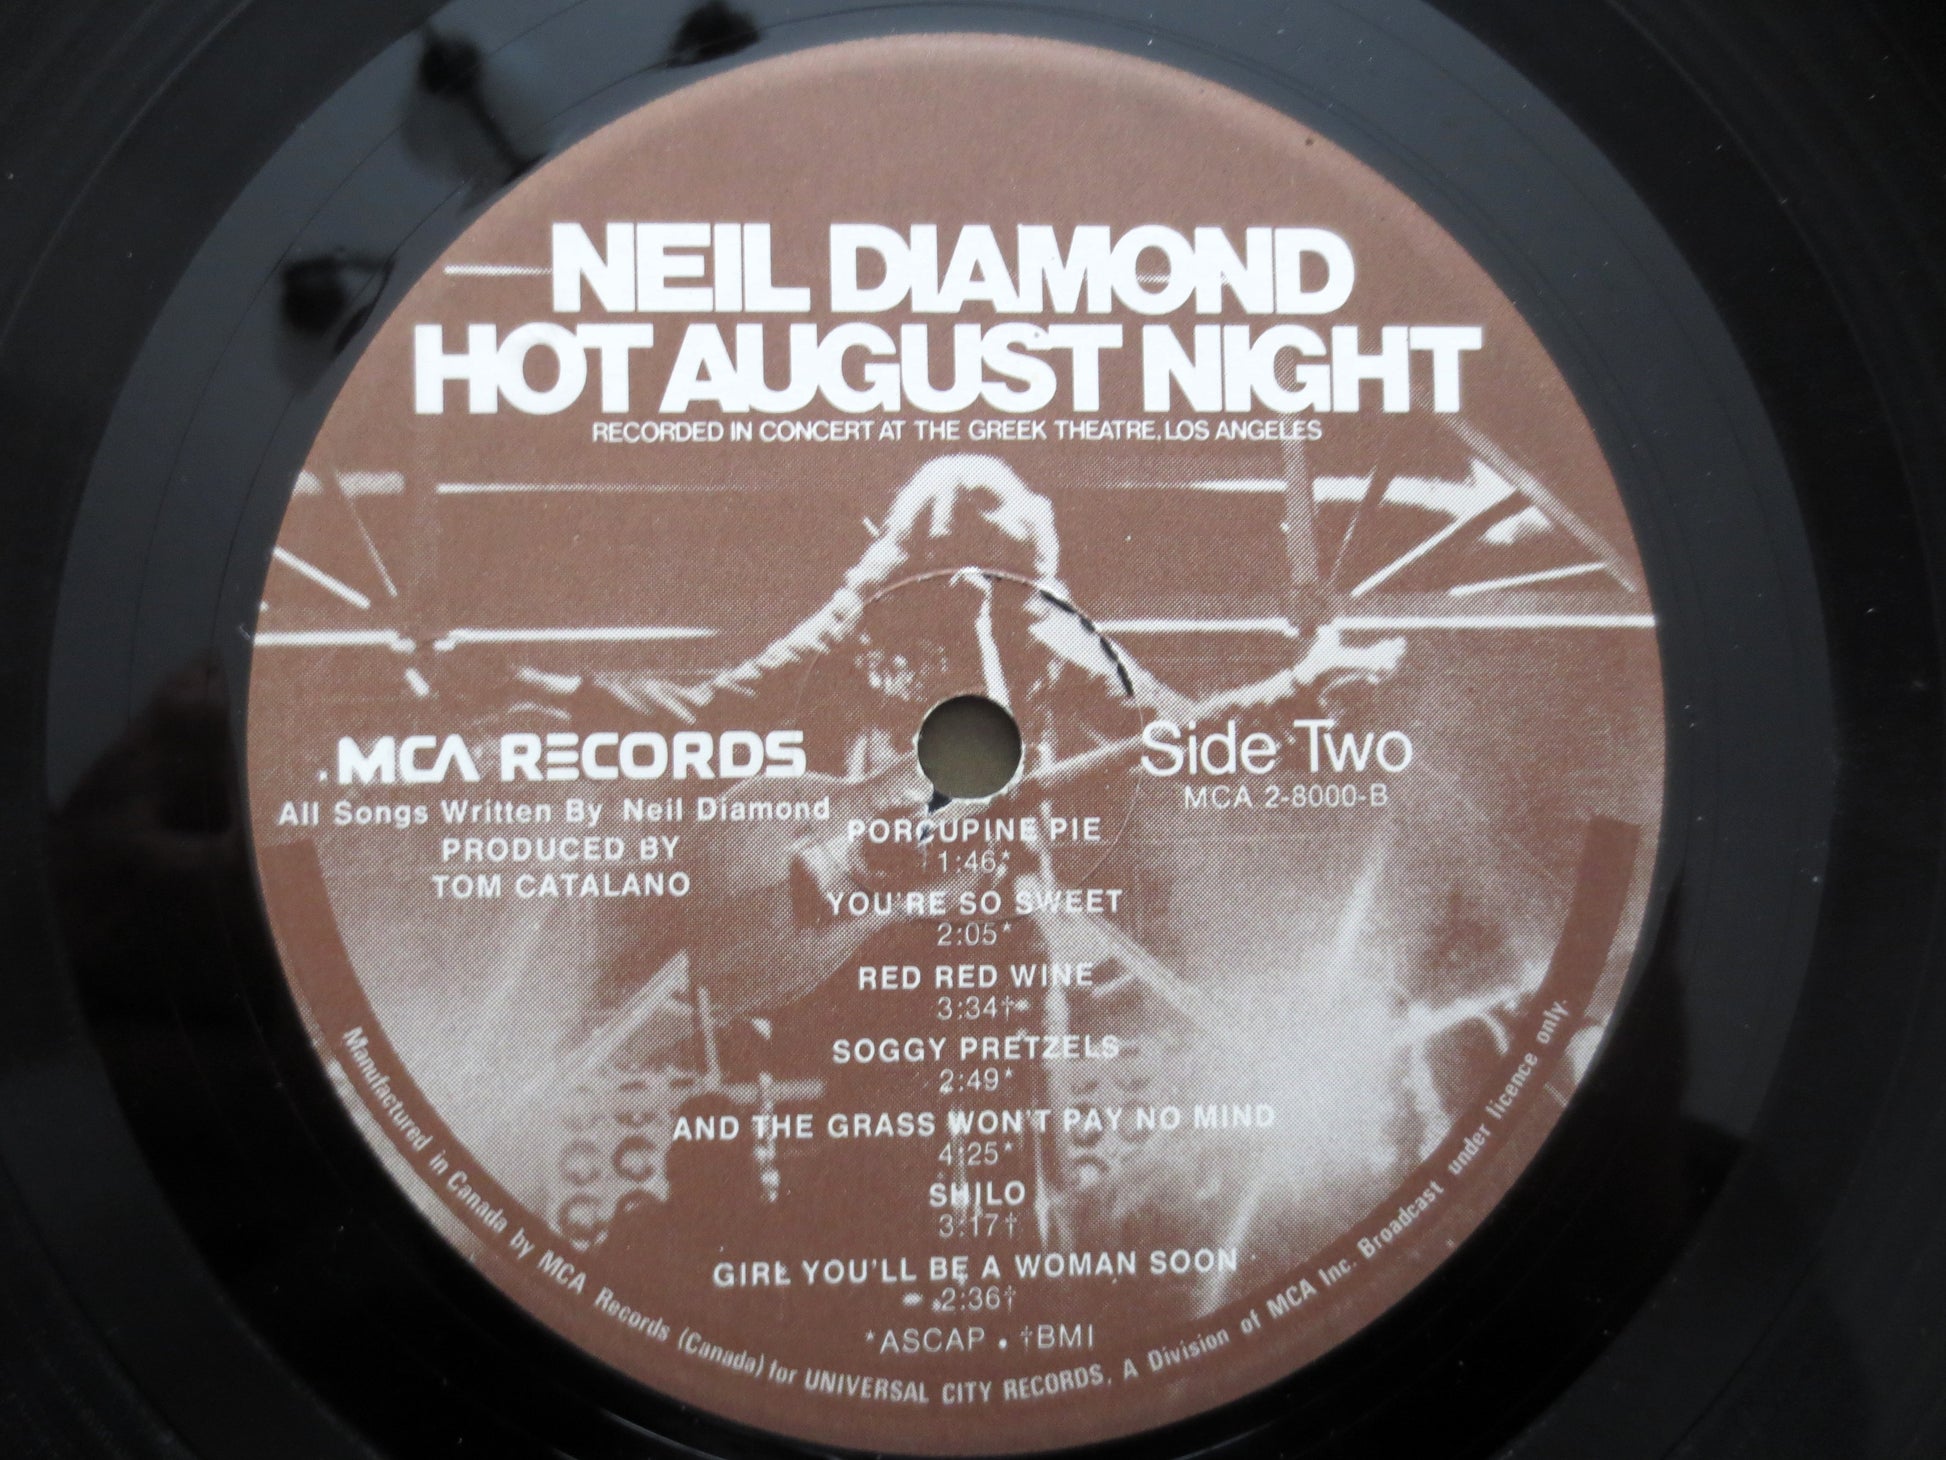 NEIL DIAMOND
HOT AUGUST NIGHT
RECORDED IN CONCERT AT THE GREEK THEATRE, LOS ANGELES
MCA RECORDS
All Songs Written By Neil Diamond
PRODUCED BY
TOM CATALANO
Side Two
MCA 2-8000-B
PORCUPINE PIE
1:46*
YOU'RE SO SWEET
2:05*
RED RED WINE
3:34†
SOGGY PRETZELS
2:49*
AND THE GRASS WON'T PAY NO MIND
4:25*
SHILO
3:17†
GIRL YOU'LL BE A WOMAN SOON
2:36†
*ASCAP • †BMI
Manufactured in Canada by MCA Records (Canada) for UNIVERSAL CITY RECORDS, A Division of MCA Inc. Broadcast under licence only.